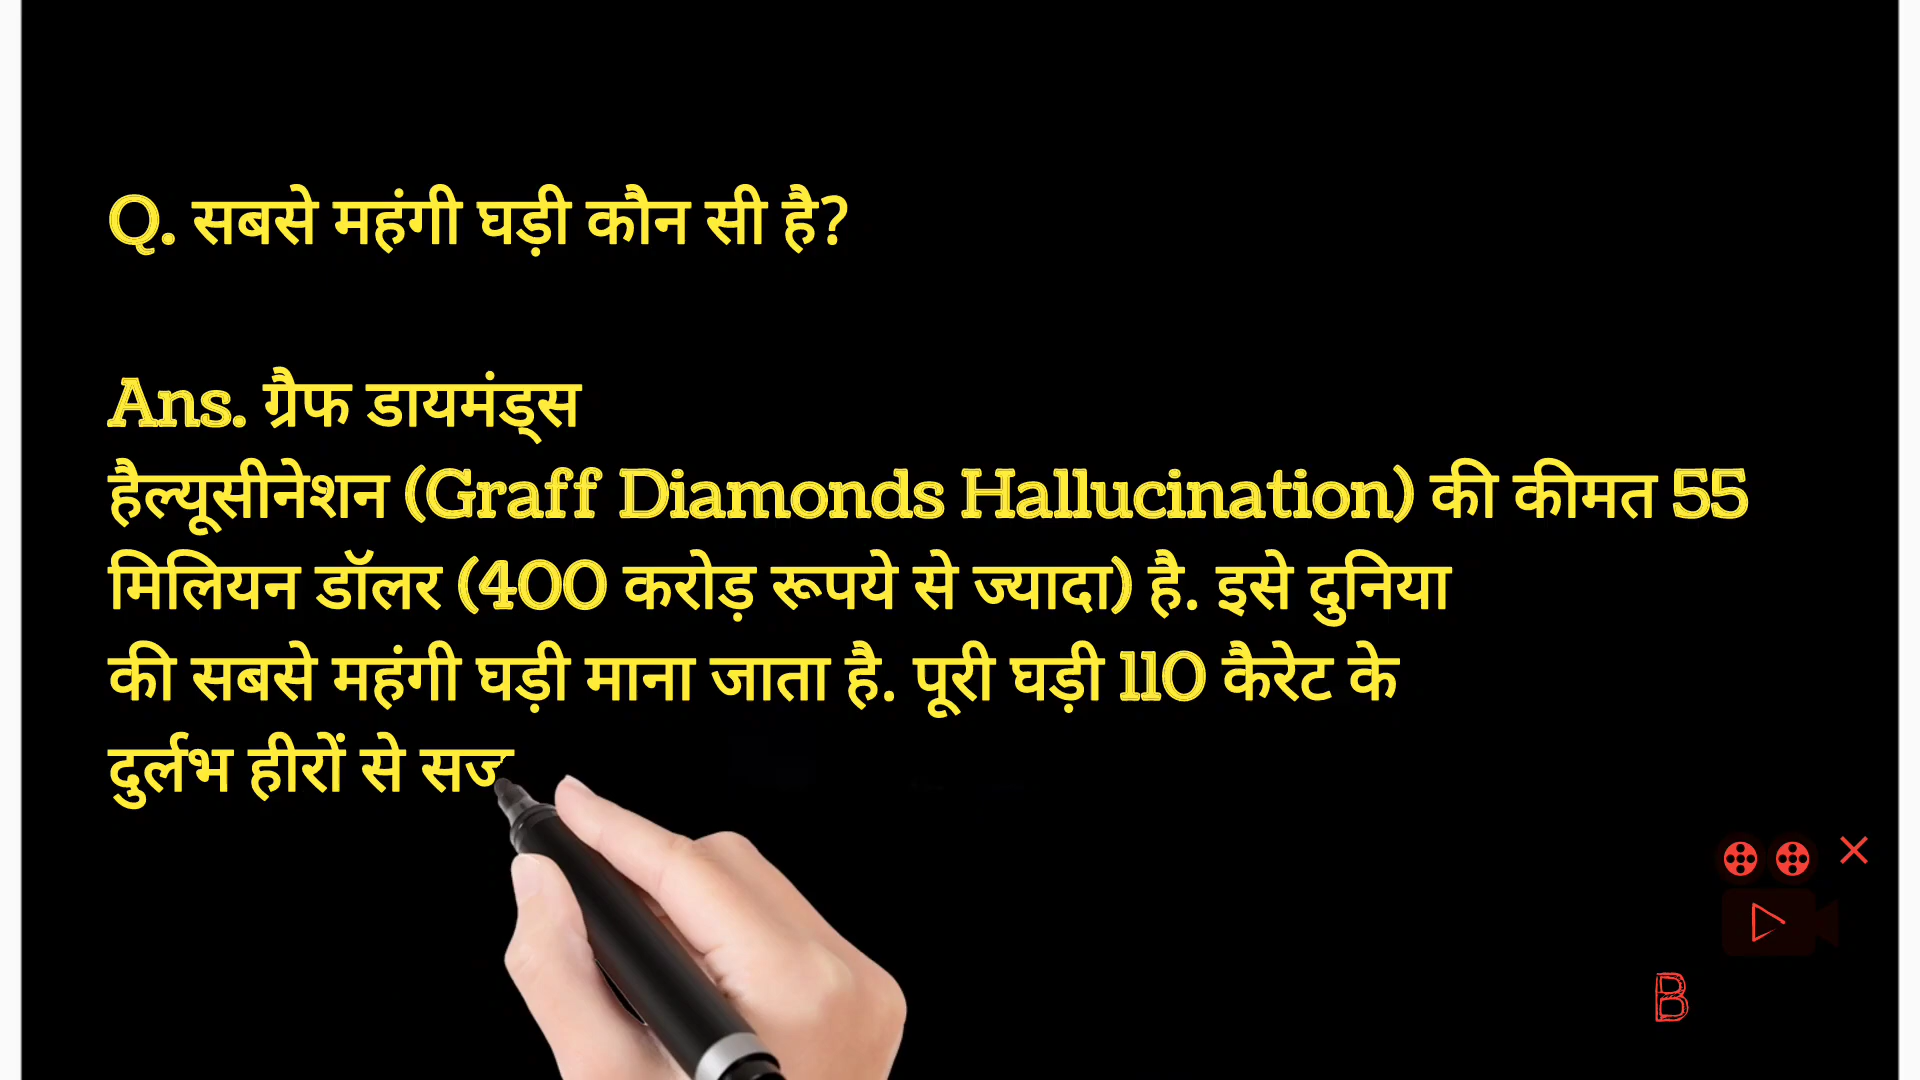 Q. सबसे महंगी घड़ी कौन सी है?
Ans. ग्रैफ डायमंड्स
हैल्यूसीनेशन (Graff Diamonds Hallucination) की कीमत 55
मिलियन डॉलर (400 करोड़ रूपये से ज्यादा) है. इसे दुनिया
की सबसे महंगी घड़ी माना जाता है. पूरी घड़ी 110 कैरेट के
दुर्लभ हीरों से सज
B